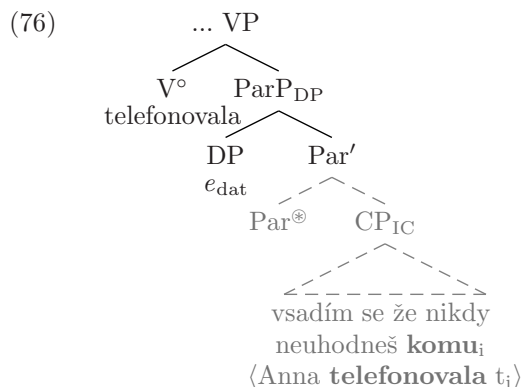 (76) ... VP
V° ParP_DP
telefonovala
DP Par′
e_dat
Par^⊛ CP_IC
vsadím se že nikdy
neuhodneš komu_i
⟨Anna telefonovala t_i⟩